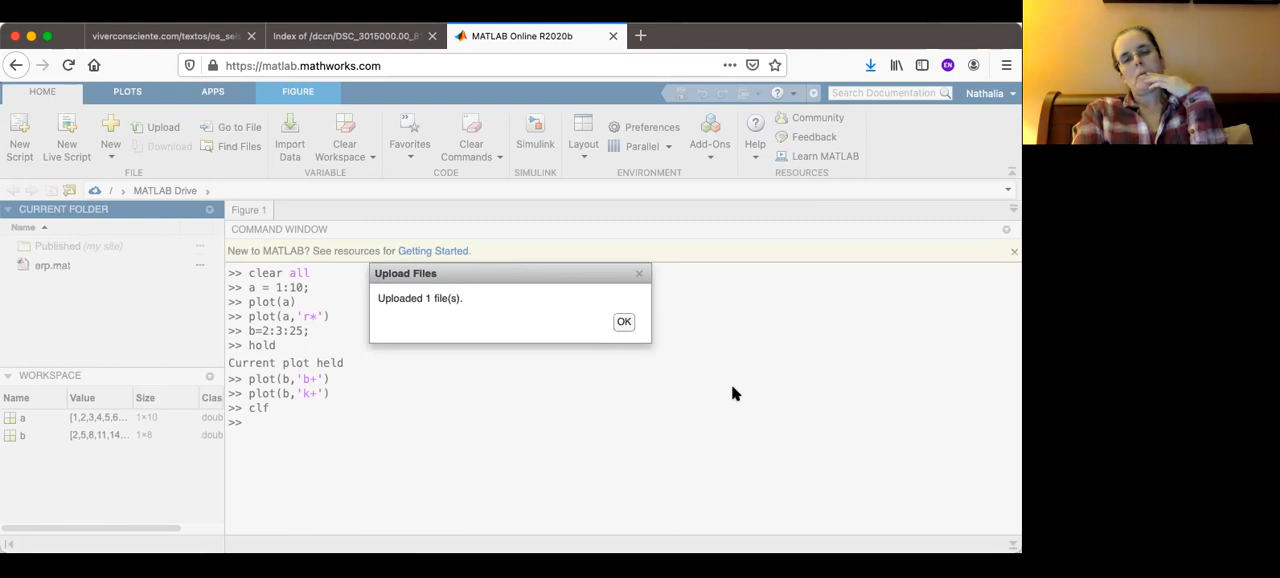 viverconsciente.com/textos/os_seis
Index of /dccn/DSC_3015000.00_8
MATLAB Online R2020b
https://matlab.mathworks.com
EN
HOME
PLOTS
APPS
FIGURE
Search Documentation
Nathalia
New Script
New Live Script
New
Upload
Download
Go to File
Find Files
Import Data
Clear Workspace
Favorites
Clear Commands
Simulink
Layout
Preferences
Parallel
Add-Ons
Help
Community
Feedback
Learn MATLAB
FILE
VARIABLE
CODE
SIMULINK
ENVIRONMENT
RESOURCES
/ MATLAB Drive
CURRENT FOLDER
Name
Published (my site)
erp.mat
Figure 1
COMMAND WINDOW
New to MATLAB? See resources for Getting Started.
>> clear all
>> a = 1:10;
>> plot(a)
>> plot(a,'r*')
>> b=2:3:25;
>> hold
Current plot held
>> plot(b,'b+')
>> plot(b,'k+')
>> clf
>>
Upload Files
Uploaded 1 file(s).
OK
WORKSPACE
Name Value Size Clas
a [1,2,3,4,5,6... 1×10 doub
b [2,5,8,11,14... 1×8 doub